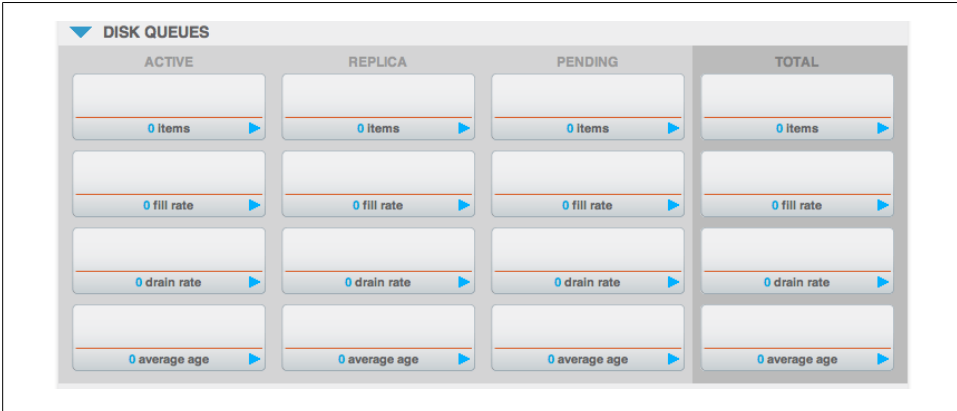 DISK QUEUES
ACTIVE REPLICA PENDING TOTAL
0 items 0 items 0 items 0 items
0 fill rate 0 fill rate 0 fill rate 0 fill rate
0 drain rate 0 drain rate 0 drain rate 0 drain rate
0 average age 0 average age 0 average age 0 average age